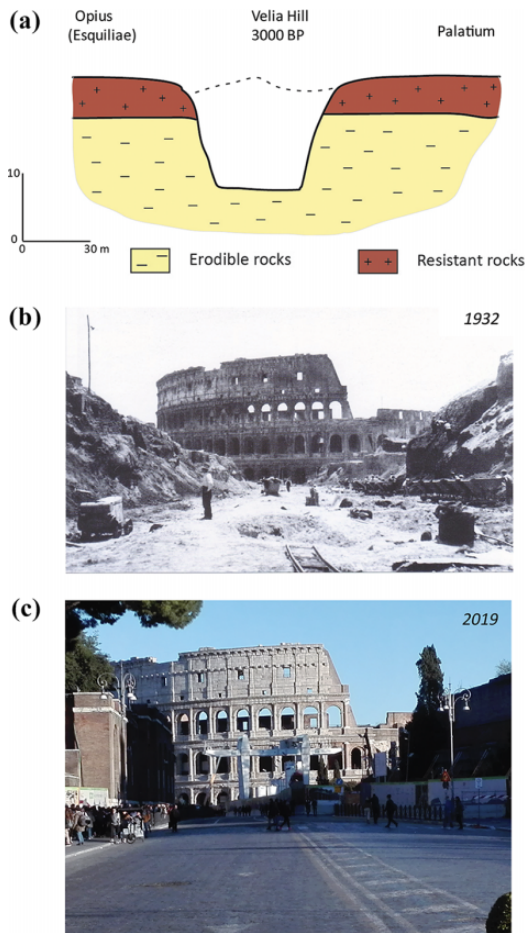 (a)
Opius
(Esquiliae)
Velia Hill
3000 BP
Palatium
10
0
0
30 m
Erodible rocks
Resistant rocks
(b)
1932
(c)
2019